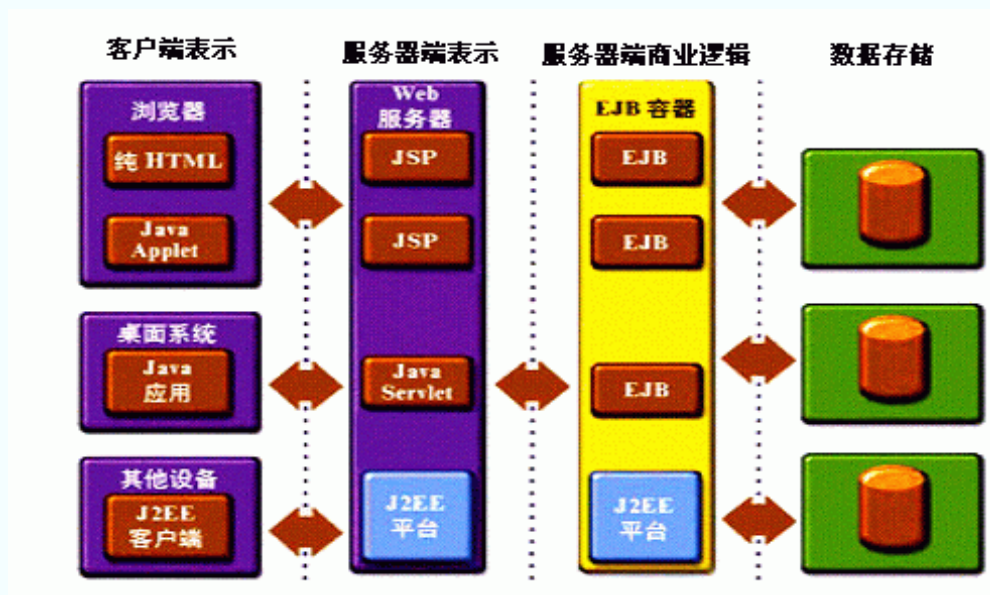 客户端表示
服务器端表示
服务器端商业逻辑
数据存储
浏览器
纯 HTML
Java
Applet
桌面系统
Java
应用
其他设备
J2EE
客户端
Web
服务器
JSP
JSP
Java
Servlet
J2EE
平台
EJB 容器
EJB
EJB
EJB
J2EE
平台